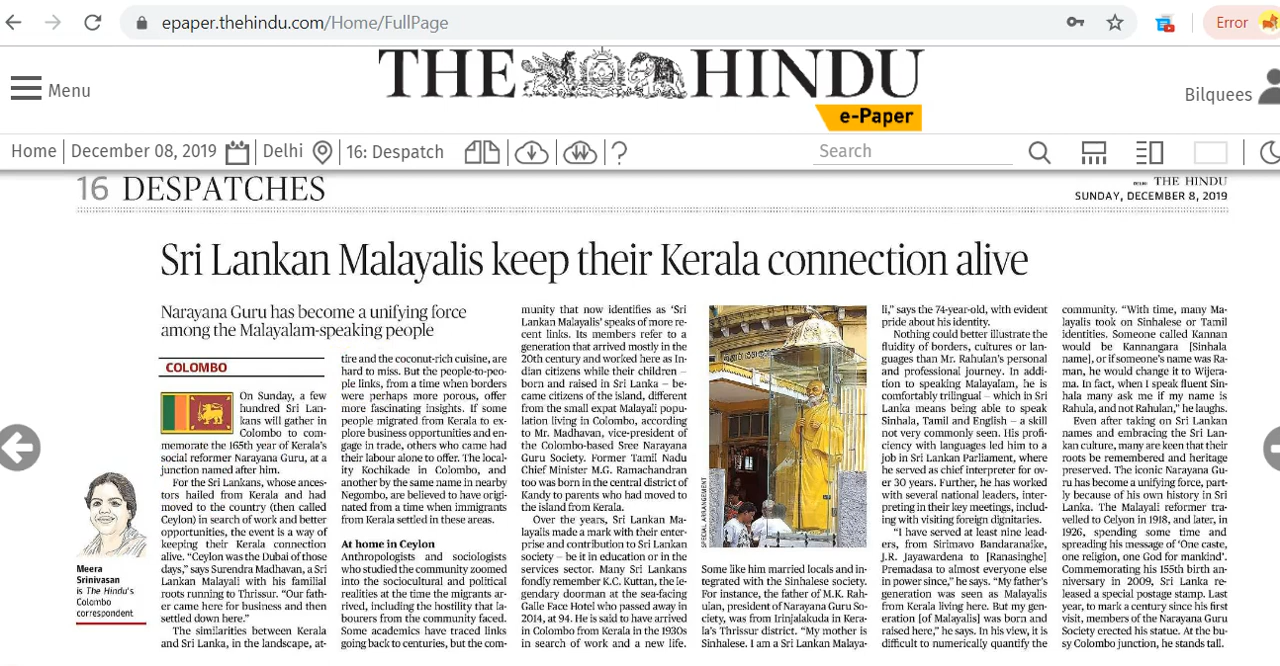 epaper.thehindu.com/Home/FullPage
Error
Menu
THE HINDU
e-Paper
Bilquees
Home
December 08, 2019
Delhi
16: Despatch
?
Search
16 DESPATCHES
THE HINDU
SUNDAY, DECEMBER 8, 2019
Sri Lankan Malayalis keep their Kerala connection alive
Narayana Guru has become a unifying force
among the Malayalam-speaking people
COLOMBO
On Sunday, a few
hundred Sri Lan-
kans will gather in
Colombo to com-
memorate the 165th year of Kerala's
social reformer Narayana Guru, at a
junction named after him.
For the Sri Lankans, whose ances-
tors hailed from Kerala and had
moved to the country (then called
Ceylon) in search of work and better
opportunities, the event is a way of
keeping their Kerala connection
alive. “Ceylon was the Dubai of those
days,” says Surendra Madhavan, a Sri
Lankan Malayali with his familial
roots running to Thrissur. “Our fa-
ther came here for business and then
settled down here.”
The similarities between Kerala
and Sri Lanka, in the landscape, at-
Meera
Srinivasan
is The Hindu's
Colombo
correspondent
tire and the coconut-rich cuisine, are
hard to miss. But the people-to-peo-
ple links, from a time when borders
were perhaps more porous, offer
more fascinating insights. If some
people migrated from Kerala to ex-
plore business opportunities and en-
gage in trade, others who came had
their labour alone to offer. The local-
ity Kochikade in Colombo, and
another by the same name in nearby
Negombo, are believed to have origi-
nated from a time when immigrants
from Kerala settled in these areas.
At home in Ceylon
Anthropologists and sociologists
who studied the community zoomed
into the sociocultural and political
realities at the time the migrants ar-
rived, including the hostility that la-
bourers from the community faced.
Some academics have traced links
going back to centuries, but the com-
munity that now identifies as ‘Sri
Lankan Malayalis’ speaks of more re-
cent links. Its members refer to a
generation that arrived mostly in the
20th century and worked here as In-
dian citizens while their children –
born and raised in Sri Lanka – be-
came citizens of the island, different
from the small expat Malayali popu-
lation living in Colombo, according
to Mr. Madhavan, vice-president of
the Colombo-based Sree Narayana
Guru Society. Former Tamil Nadu
Chief Minister M.G. Ramachandran
too was born in the central district of
Kandy to parents who had moved to
the island from Kerala.
Over the years, Sri Lankan Ma-
layalis made a mark with their enter-
prise and contribution to Sri Lankan
society – be it in education or in the
services sector. Many Sri Lankans
fondly remember K.C. Kuttan, the le-
gendary doorman at the sea-facing
Galle Face Hotel who passed away in
2014, at 94. He is said to have arrived
in Colombo from Kerala in the 1930s
in search of work and a new life.
SPECIAL ARRANGEMENT
Some like him married locals and in-
tegrated with the Sinhalese society.
For instance, the father of M.K. Rah-
ulan, president of Narayana Guru So-
ciety, was from Irinjalakuda in Kera-
la's Thrissur district. “My mother is
Sinhalese. I am a Sri Lankan Malaya-
li,” says the 74-year-old, with evident
pride about his identity.
Nothing could better illustrate the
fluidity of borders, cultures or lan-
guages than Mr. Rahulan's personal
and professional journey. In addi-
tion to speaking Malayalam, he is
comfortably trilingual – which in Sri
Lanka means being able to speak
Sinhala, Tamil and English – a skill
not very commonly seen. His profi-
ciency with languages led him to a
job in Sri Lankan Parliament, where
he served as chief interpreter for ov-
er 30 years. Further, he has worked
with several national leaders, inter-
preting in their key meetings, includ-
ing with visiting foreign dignitaries.
“I have served at least nine lead-
ers, from Sirimavo Bandaranaike,
J.R. Jayawardena to [Ranasinghe]
Premadasa to almost everyone else
in power since,” he says. “My father's
generation was seen as Malayalis
from Kerala living here. But my gen-
eration [of Malayalis] was born and
raised here,” he says. In his view, it is
difficult to numerically quantify the
community. “With time, many Ma-
layalis took on Sinhalese or Tamil
identities. Someone called Kannan
would be Kannangara [Sinhala
name], or if someone's name was Ra-
man, he would change it to Wijera-
ma. In fact, when I speak fluent Sin-
hala many ask me if my name is
Rahula, and not Rahulan,” he laughs.
Even after taking on Sri Lankan
names and embracing the Sri Lan-
kan culture, many are keen that their
roots be remembered and heritage
preserved. The iconic Narayana Gu-
ru has become a unifying force, part-
ly because of his own history in Sri
Lanka. The Malayali reformer tra-
velled to Celyon in 1918, and later, in
1926, spending some time and
spreading his message of ‘One caste,
one religion, one God for mankind’.
Commemorating his 155th birth an-
niversary in 2009, Sri Lanka re-
leased a special postage stamp. Last
year, to mark a century since his first
visit, members of the Narayana Guru
Society erected his statue. At the bu-
sy Colombo junction, he stands tall.